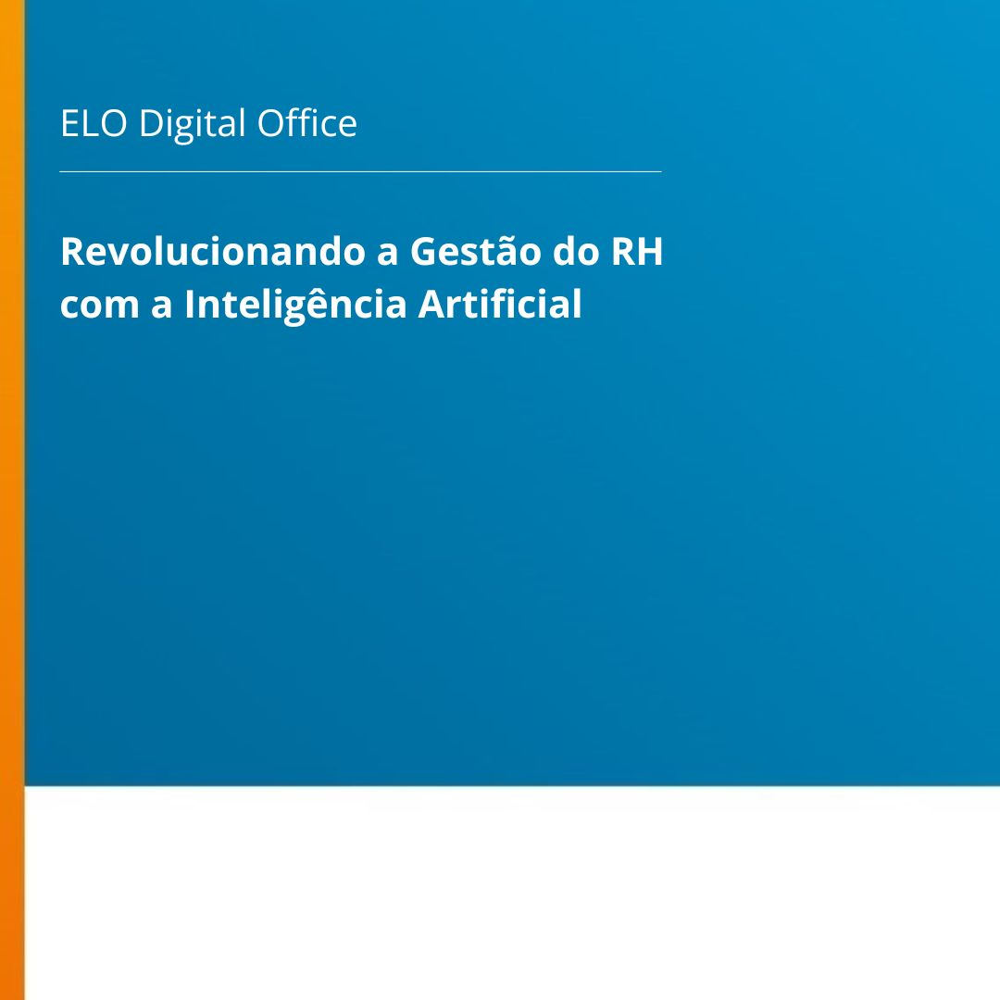 ELO Digital Office
Revolucionando a Gestão do RH
com a Inteligência Artificial